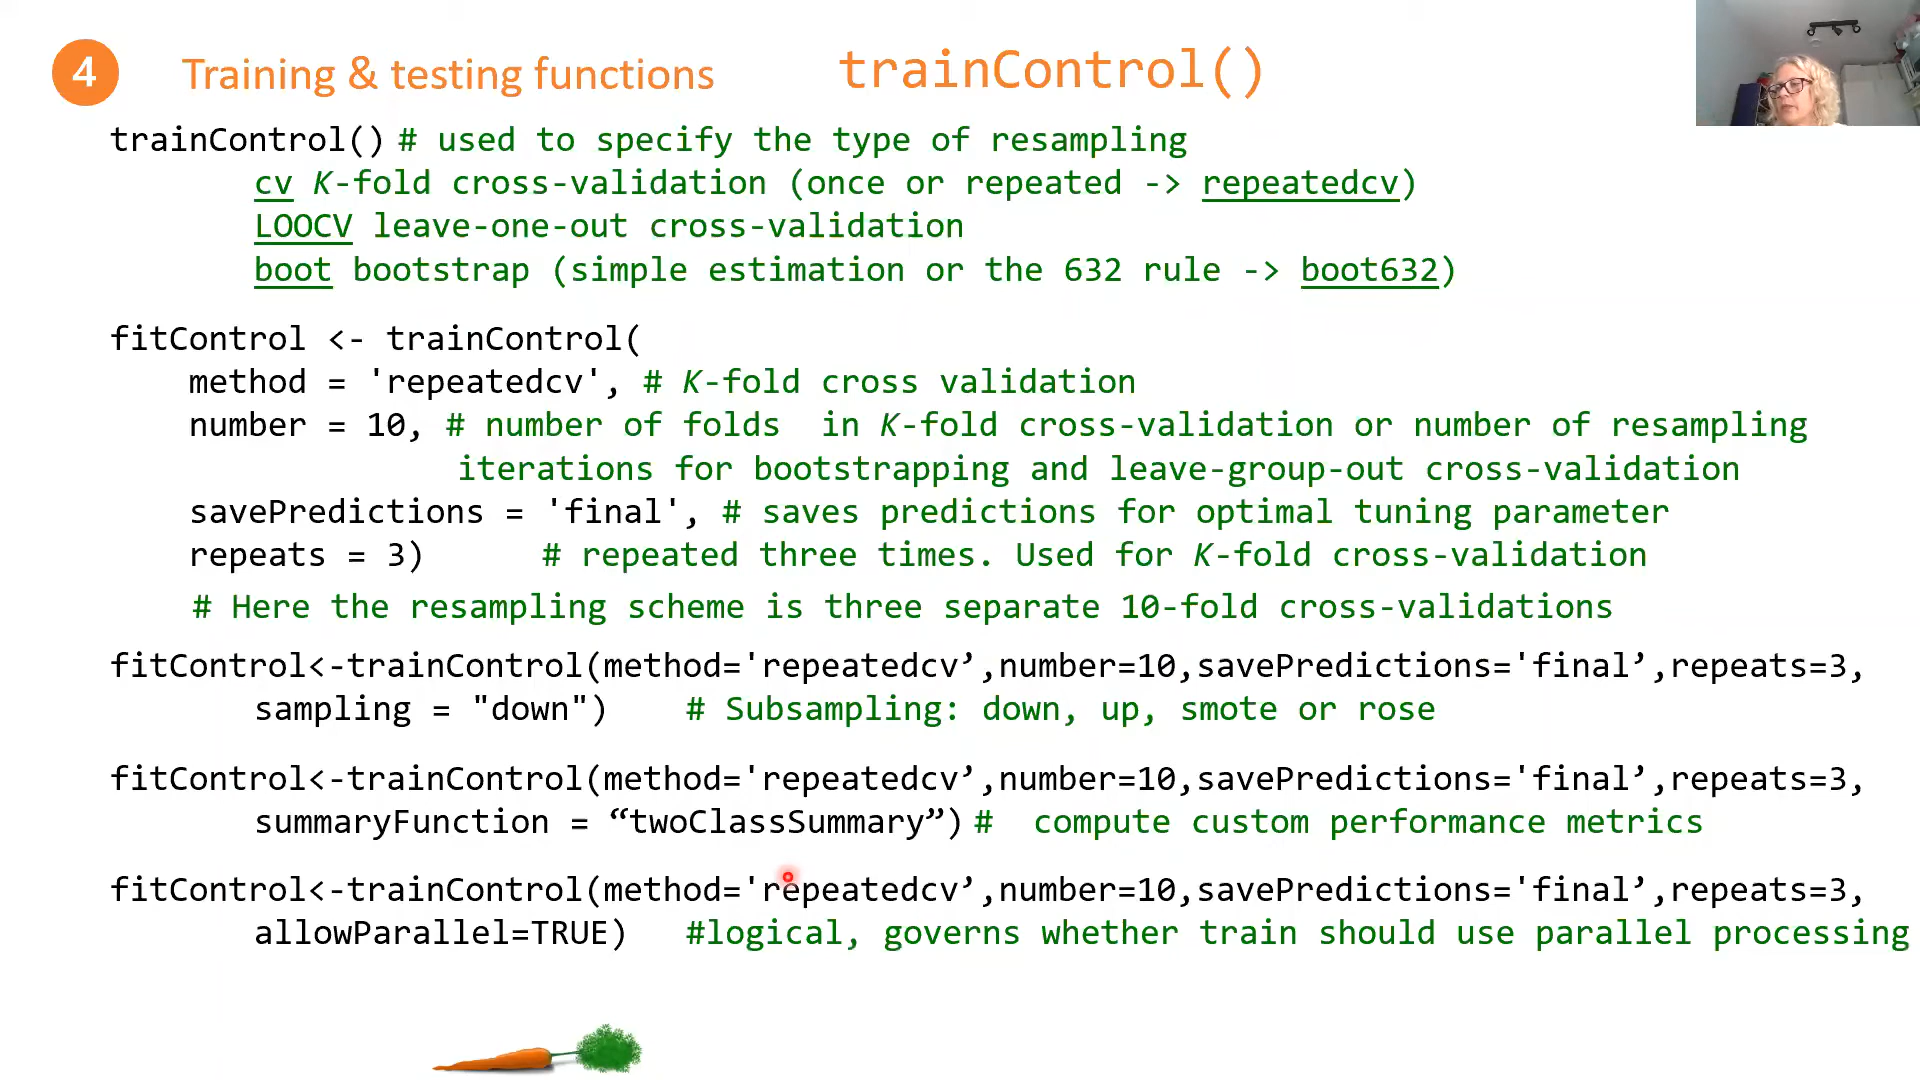 4 Training & testing functions trainControl()
trainControl() # used to specify the type of resampling
cv K-fold cross-validation (once or repeated -> repeatedcv)
LOOCV leave-one-out cross-validation
boot bootstrap (simple estimation or the 632 rule -> boot632)
fitControl <- trainControl(
method = 'repeatedcv', # K-fold cross validation
number = 10, # number of folds in K-fold cross-validation or number of resampling
iterations for bootstrapping and leave-group-out cross-validation
savePredictions = 'final', # saves predictions for optimal tuning parameter
repeats = 3) # repeated three times. Used for K-fold cross-validation
# Here the resampling scheme is three separate 10-fold cross-validations
fitControl<-trainControl(method='repeatedcv’,number=10,savePredictions='final’,repeats=3,
sampling = "down") # Subsampling: down, up, smote or rose
fitControl<-trainControl(method='repeatedcv’,number=10,savePredictions='final’,repeats=3,
summaryFunction = “twoClassSummary”) # compute custom performance metrics
fitControl<-trainControl(method='repeatedcv’,number=10,savePredictions='final’,repeats=3,
allowParallel=TRUE) #logical, governs whether train should use parallel processing